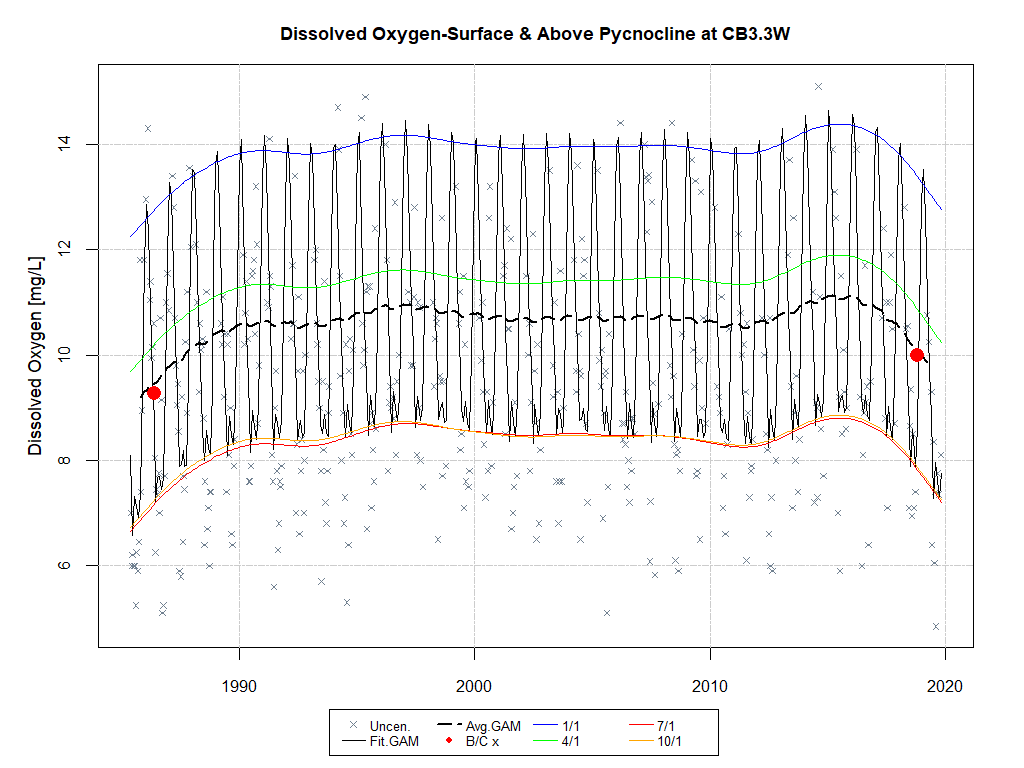 Dissolved Oxygen-Surface & Above Pycnocline at CB3.3W
Dissolved Oxygen [mg/L]
14
12
10
8
6
1990 2000 2010 2020
Uncen. Avg.GAM 1/1 7/1
Fit.GAM B/C x 4/1 10/1